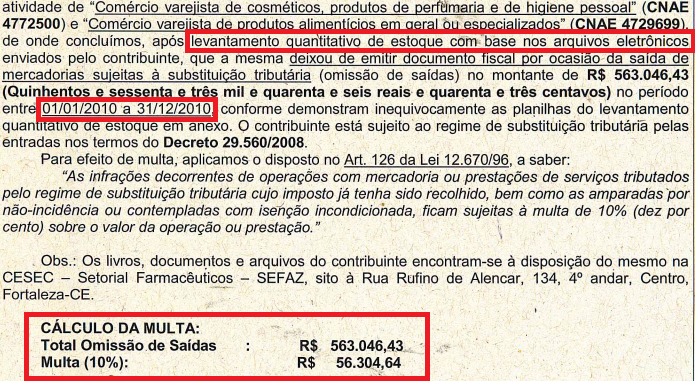 atividade de “Comércio varejista de cosméticos, produtos de perfumaria e de higiene pessoal” (CNAE
4772500) e “Comércio varejista de produtos alimentícios em geral ou especializados” (CNAE 4729699),
de onde concluímos, após levantamento quantitativo de estoque com base nos arquivos eletrônicos
enviados pelo contribuinte, que a mesma deixou de emitir documento fiscal por ocasião da saída de
mercadorias sujeitas à substituição tributária (omissão de saídas) no montante de R$ 563.046,43
(Quinhentos e sessenta e três mil e quarenta e seis reais e quarenta e três centavos) no período
entre 01/01/2010 a 31/12/2010, conforme demonstram inequivocamente as planilhas do levantamento
quantitativo de estoque em anexo. O contribuinte está sujeito ao regime de substituição tributária pelas
entradas nos termos do Decreto 29.560/2008.
Para efeito de multa, aplicamos o disposto no Art. 126 da Lei 12.670/96, a saber:
“As infrações decorrentes de operações com mercadoria ou prestações de serviços tributados
pelo regime de substituição tributária cujo imposto já tenha sido recolhido, bem como as amparadas por
não-incidência ou contempladas com isenção incondicionada, ficam sujeitas à multa de 10% (dez por
cento) sobre o valor da operação ou prestação.”
Obs.: Os livros, documentos e arquivos do contribuinte encontram-se à disposição do mesmo na
CESEC – Setorial Farmacêuticos – SEFAZ, sito à Rua Rufino de Alencar, 134, 4º andar, Centro,
Fortaleza-CE.
CÁLCULO DA MULTA:
Total Omissão de Saídas : R$ 563.046,43
Multa (10%): R$ 56.304,64